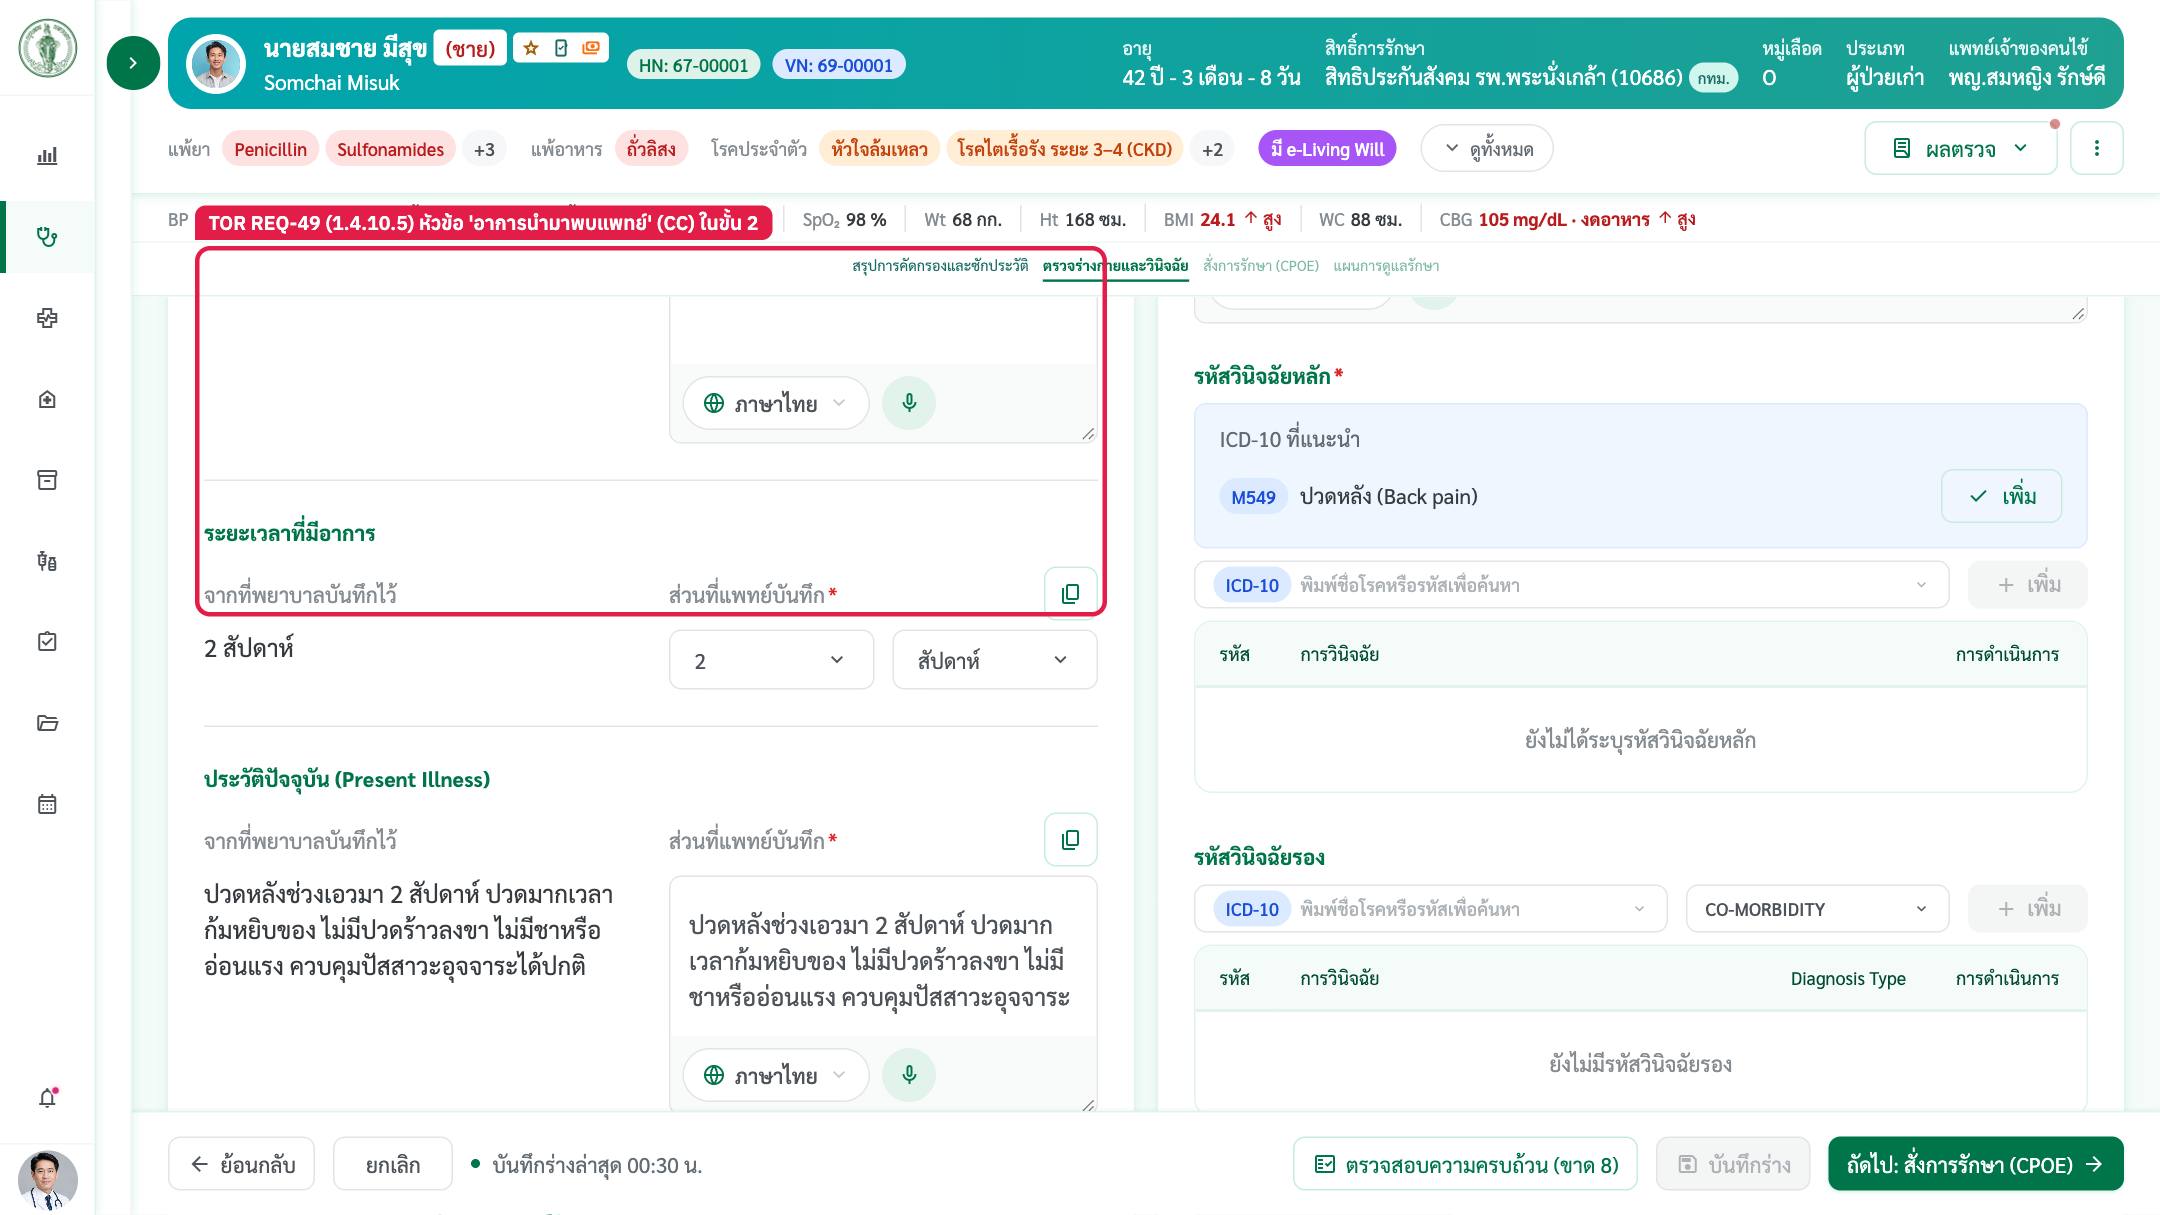 นายสมชาย มีสุข (ชาย)
Somchai Misuk
HN: 67-00001
VN: 69-00001
อายุ
42 ปี - 3 เดือน - 8 วัน
สิทธิ์การรักษา
สิทธิประกันสังคม รพ.พระนั่งเกล้า (10686) กทม.
หมู่เลือด
O
ประเภท
ผู้ป่วยเก่า
แพทย์เจ้าของคนไข้
พญ.สมหญิง รักษ์ดี
แพ้ยา Penicillin Sulfonamides +3 แพ้อาหาร ถั่วลิสง โรคประจำตัว หัวใจล้มเหลว โรคไตเรื้อรัง ระยะ 3–4 (CKD) +2 มี e-Living Will ดูทั้งหมด
ผลตรวจ
BP
TOR REQ-49 (1.4.10.5) หัวข้อ 'อาการนำมาพบแพทย์' (CC) ในขั้น 2
SpO₂ 98 % Wt 68 กก. Ht 168 ซม. BMI 24.1 ↑ สูง WC 88 ซม. CBG 105 mg/dL · งดอาหาร ↑ สูง
สรุปการคัดกรองและซักประวัติ ตรวจร่างกายและวินิจฉัย สั่งการรักษา (CPOE) แผนการดูแลรักษา
ภาษาไทย
ระยะเวลาที่มีอาการ
จากที่พยาบาลบันทึกไว้
ส่วนที่แพทย์บันทึก *
2 สัปดาห์
2
สัปดาห์
ประวัติปัจจุบัน (Present Illness)
จากที่พยาบาลบันทึกไว้
ส่วนที่แพทย์บันทึก *
ปวดหลังช่วงเอวมา 2 สัปดาห์ ปวดมากเวลา
ก้มหยิบของ ไม่มีปวดร้าวลงขา ไม่มีชาหรือ
อ่อนแรง ควบคุมปัสสาวะอุจจาระได้ปกติ
ปวดหลังช่วงเอวมา 2 สัปดาห์ ปวดมาก
เวลาก้มหยิบของ ไม่มีปวดร้าวลงขา ไม่มี
ชาหรืออ่อนแรง ควบคุมปัสสาวะอุจจาระ
ภาษาไทย
รหัสวินิจฉัยหลัก *
ICD-10 ที่แนะนำ
M549 ปวดหลัง (Back pain)
เพิ่ม
ICD-10 พิมพ์ชื่อโรคหรือรหัสเพื่อค้นหา
+ เพิ่ม
รหัส การวินิจฉัย การดำเนินการ
ยังไม่ได้ระบุรหัสวินิจฉัยหลัก
รหัสวินิจฉัยรอง
ICD-10 พิมพ์ชื่อโรคหรือรหัสเพื่อค้นหา
CO-MORBIDITY
+ เพิ่ม
รหัส การวินิจฉัย Diagnosis Type การดำเนินการ
ยังไม่มีรหัสวินิจฉัยรอง
← ย้อนกลับ
ยกเลิก
บันทึกร่างล่าสุด 00:30 น.
ตรวจสอบความครบถ้วน (ขาด 8)
บันทึกร่าง
ถัดไป: สั่งการรักษา (CPOE) →